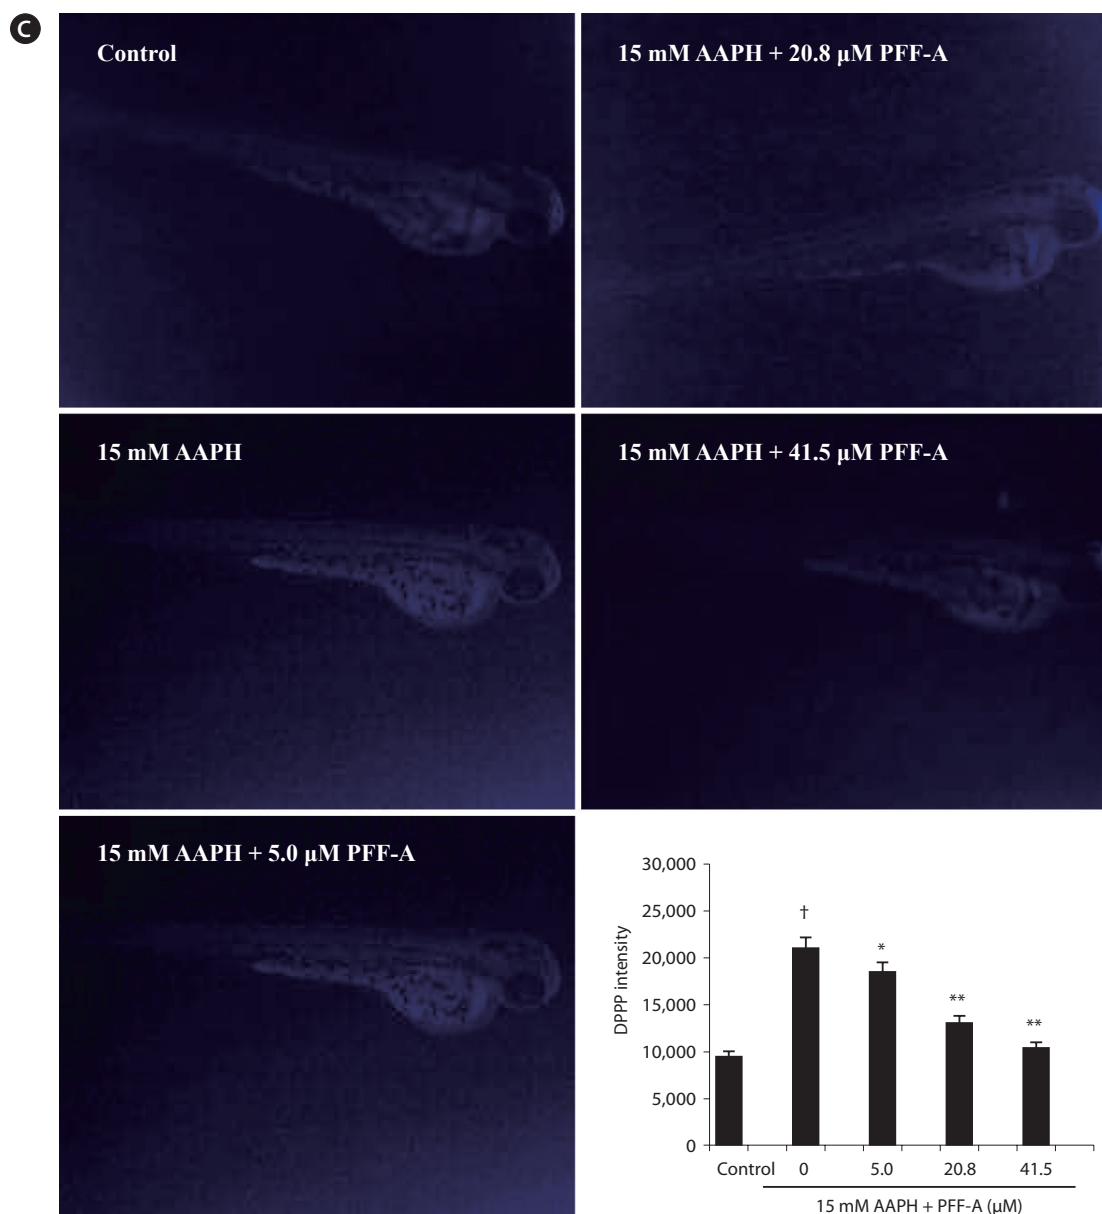 C
Control
15 mM AAPH + 20.8 μM PFF-A
15 mM AAPH
15 mM AAPH + 41.5 μM PFF-A
15 mM AAPH + 5.0 μM PFF-A
30,000
25,000
20,000
15,000
10,000
5,000
0
DPPP intensity
†
*
**
**
Control 0 5.0 20.8 41.5
15 mM AAPH + PFF-A (μM)